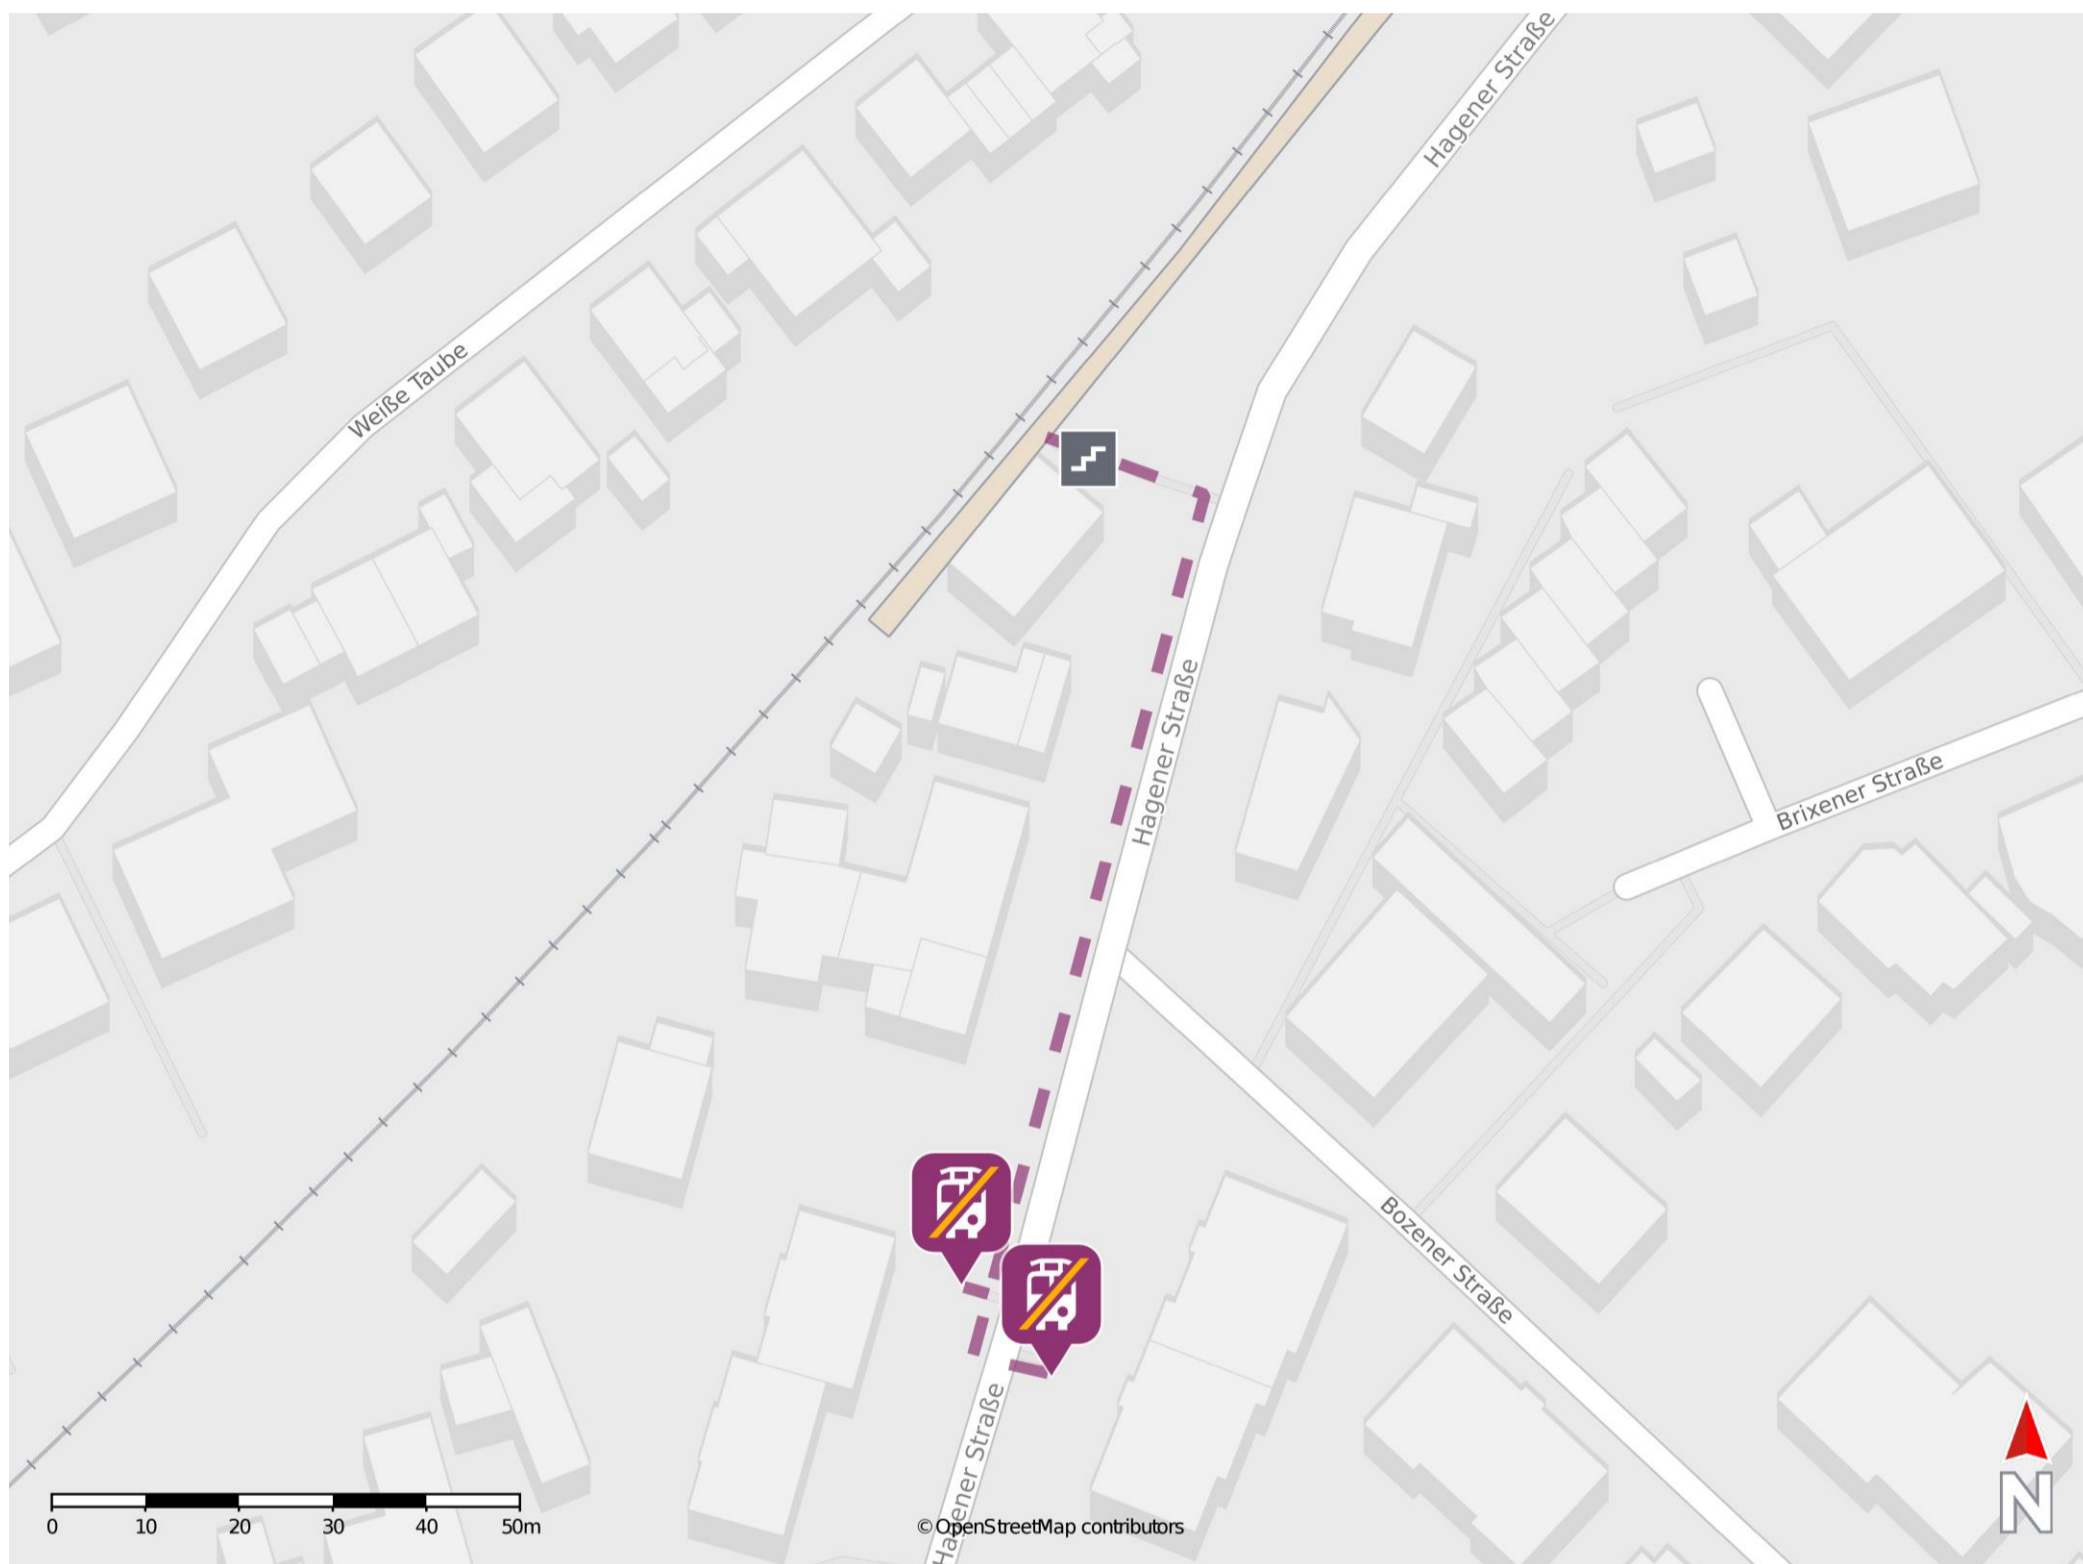 Hagener Straße
Weiße Taube
Hagener Straße
Brixener Straße
Bozener Straße
Hagener Straße
0 10 20 30 40 50m
© OpenStreetMap contributors
N